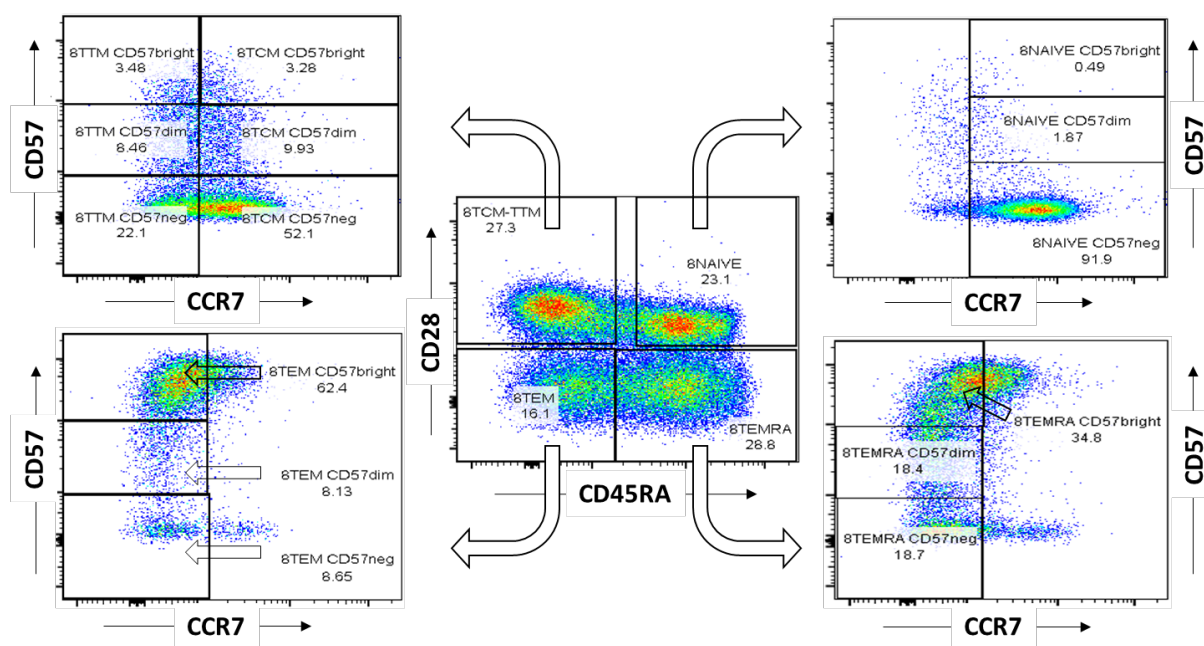 8TTM CD57bright
3.48
8TCM CD57bright
3.28
8TTM CD57dim
8.46
8TCM CD57dim
9.93
8TTM CD57neg
22.1
8TCM CD57neg
52.1
CD57
CCR7
8NAIVE CD57bright
0.49
8NAIVE CD57dim
1.87
8NAIVE CD57neg
91.9
CD57
CCR7
8TCM-TTM
27.3
8NAIVE
23.1
8TEM
16.1
8TEMRA
28.8
CD28
CD45RA
8TEM CD57bright
62.4
8TEM CD57dim
8.13
8TEM CD57neg
8.65
CD57
CCR7
8TEMRA CD57bright
34.8
8TEMRA CD57dim
18.4
8TEMRA CD57neg
18.7
CD57
CCR7